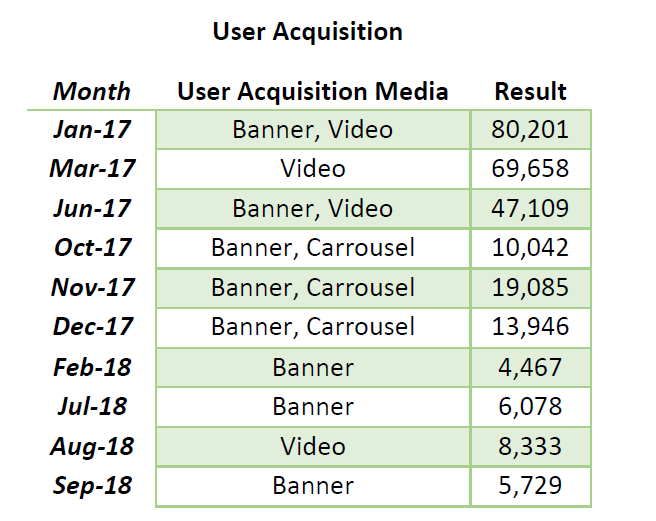 User Acquisition
Month User Acquisition Media Result
Jan-17 Banner, Video 80,201
Mar-17 Video 69,658
Jun-17 Banner, Video 47,109
Oct-17 Banner, Carrousel 10,042
Nov-17 Banner, Carrousel 19,085
Dec-17 Banner, Carrousel 13,946
Feb-18 Banner 4,467
Jul-18 Banner 6,078
Aug-18 Video 8,333
Sep-18 Banner 5,729